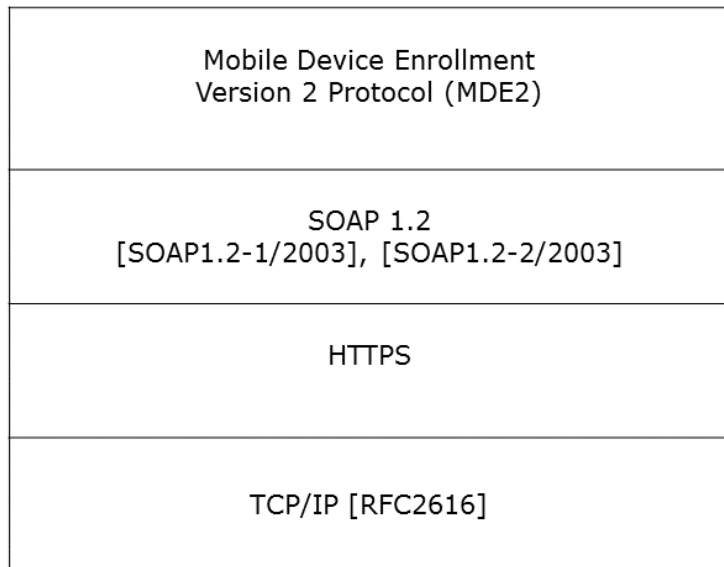 Mobile Device Enrollment
Version 2 Protocol (MDE2)
SOAP 1.2
[SOAP1.2-1/2003], [SOAP1.2-2/2003]
HTTPS
TCP/IP [RFC2616]